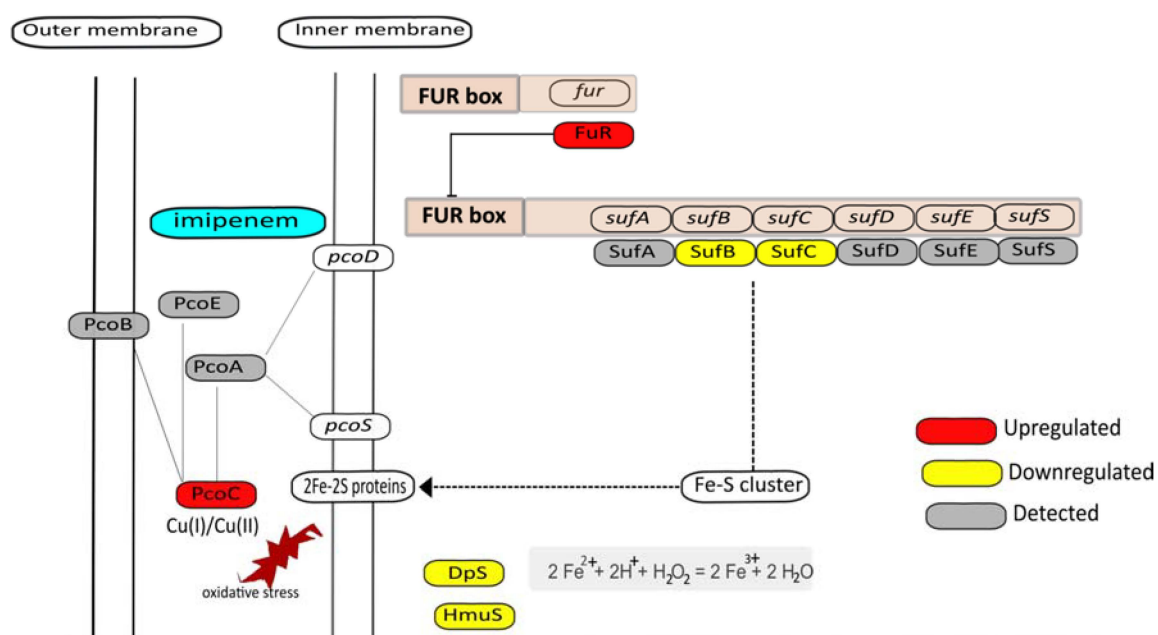 Outer membrane
Inner membrane
FUR box
fur
FuR
imipenem
FUR box
sufA sufB sufC sufD sufE sufS
SufA SufB SufC SufD SufE SufS
pcoD
PcoE
PcoB
PcoA
pcoS
PcoC
Cu(I)/Cu(II)
2Fe-2S proteins
Fe-S cluster
oxidative stress
DpS
2 Fe²⁺+ 2H⁺+ H₂O₂ = 2 Fe³⁺+ 2 H₂O
HmuS
Upregulated
Downregulated
Detected